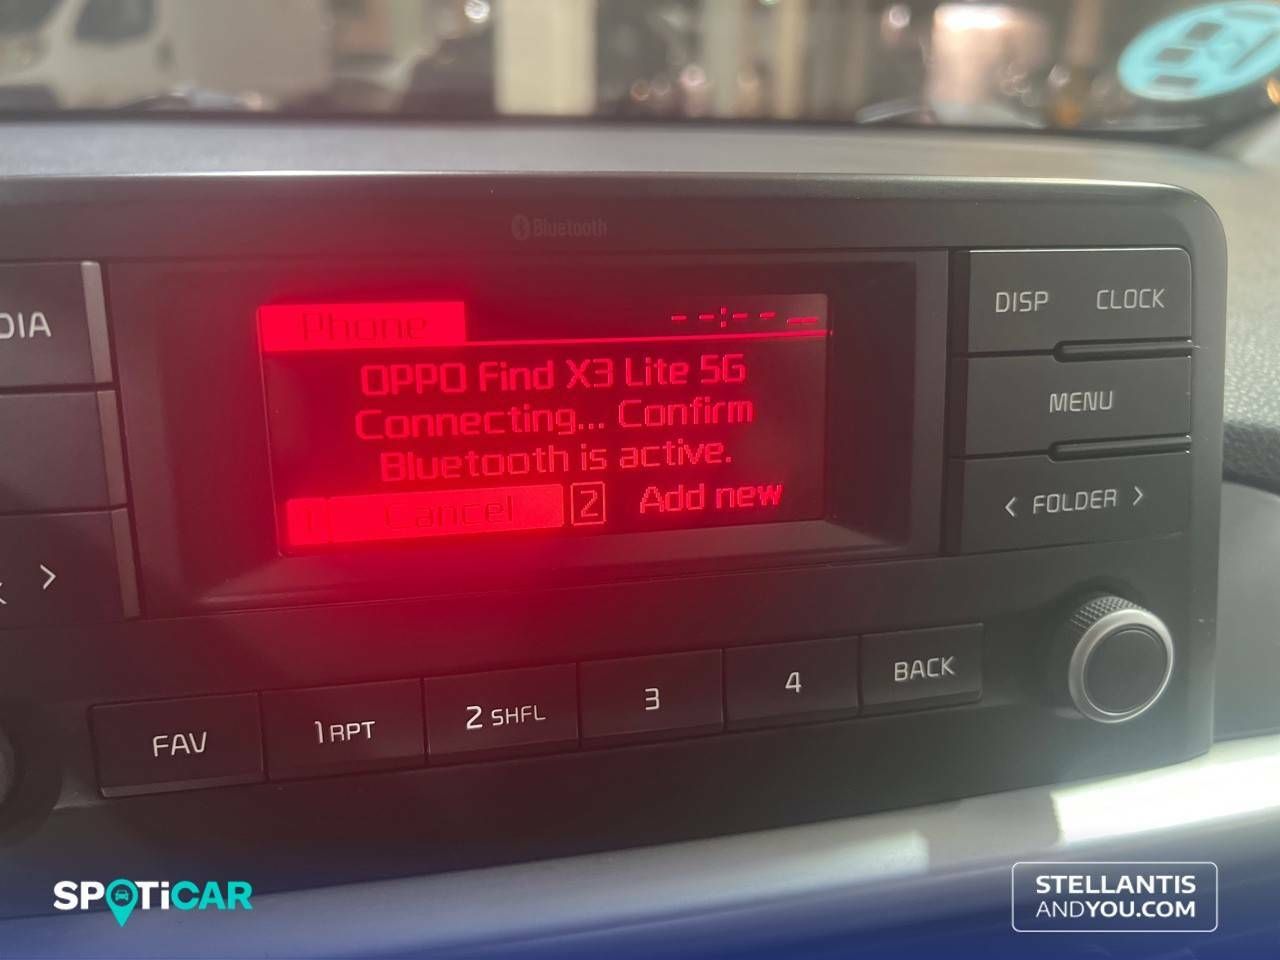 Bluetooth
DIA
Phone
--:-- --
DISP CLOCK
OPPO Find X3 Lite 5G
Connecting... Confirm
Bluetooth is active.
1 Cancel 2 Add new
MENU
< FOLDER >
>
FAV
1 RPT
2 SHFL
3
4
BACK
SPOTiCAR
STELLANTIS
ANDYOU.COM